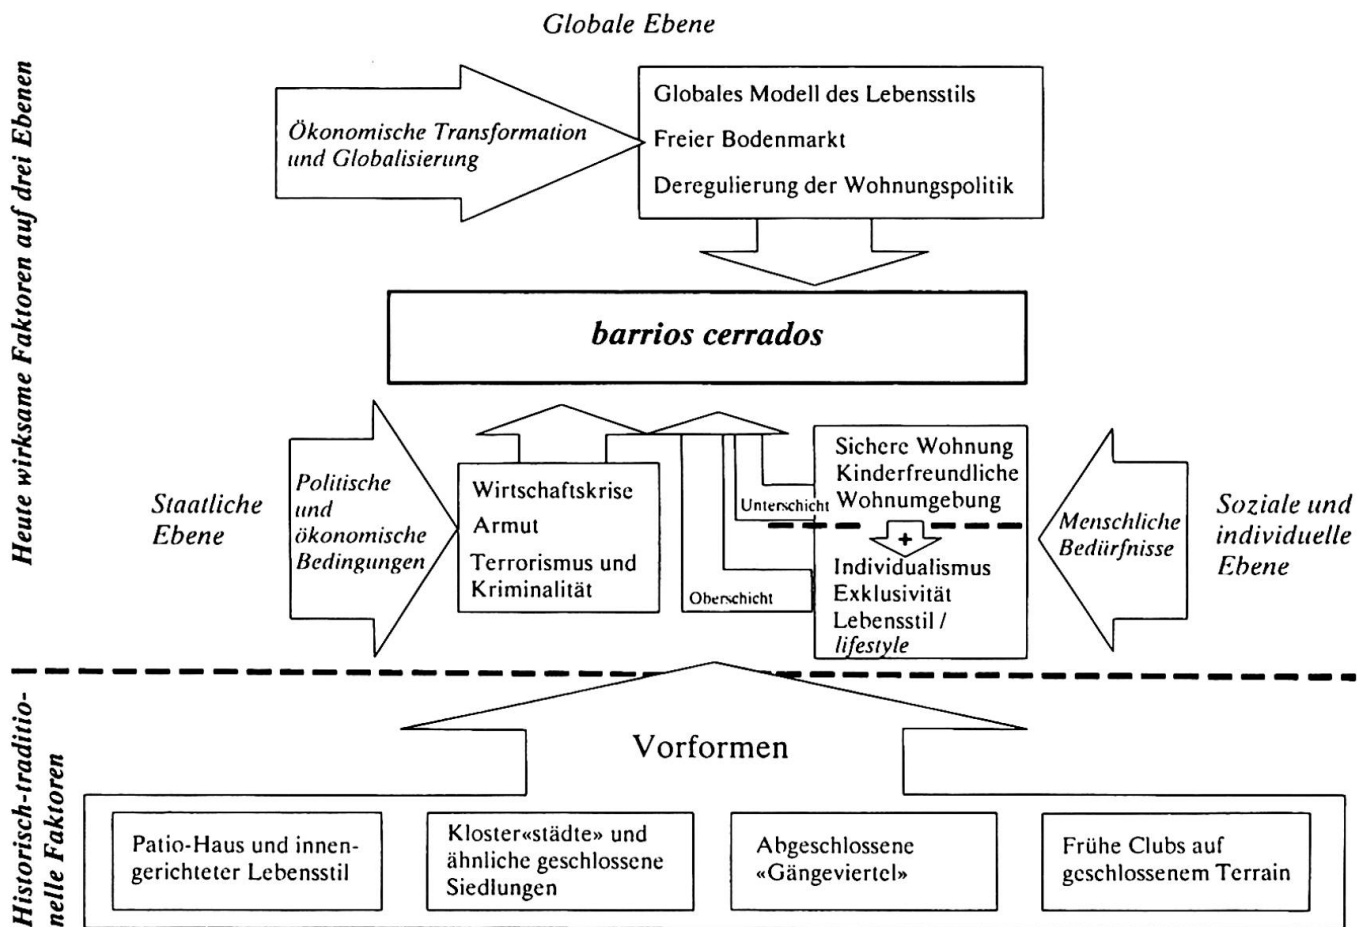 Globale Ebene
Heute wirksame Faktoren auf drei Ebenen
Ökonomische Transformation
und Globalisierung
Globales Modell des Lebensstils
Freier Bodenmarkt
Deregulierung der Wohnungspolitik
barrios cerrados
Staatliche
Ebene
Politische
und
ökonomische
Bedingungen
Wirtschaftskrise
Armut
Terrorismus und
Kriminalität
Unterschicht
Oberschicht
Sichere Wohnung
Kinderfreundliche
Wohnumgebung
+
Individualismus
Exklusivität
Lebensstil /
lifestyle
Menschliche
Bedürfnisse
Soziale und
individuelle
Ebene
Historisch-traditio-
nelle Faktoren
Vorformen
Patio-Haus und innen-
gerichteter Lebensstil
Kloster«städte» und
ähnliche geschlossene
Siedlungen
Abgeschlossene
«Gängeviertel»
Frühe Clubs auf
geschlossenem Terrain